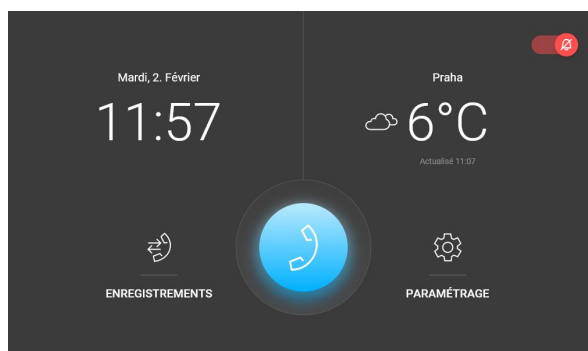 Mardi, 2. Février
11:57
Praha
6°C
Actualisé 11:07
ENREGISTREMENTS
PARAMÉTRAGE